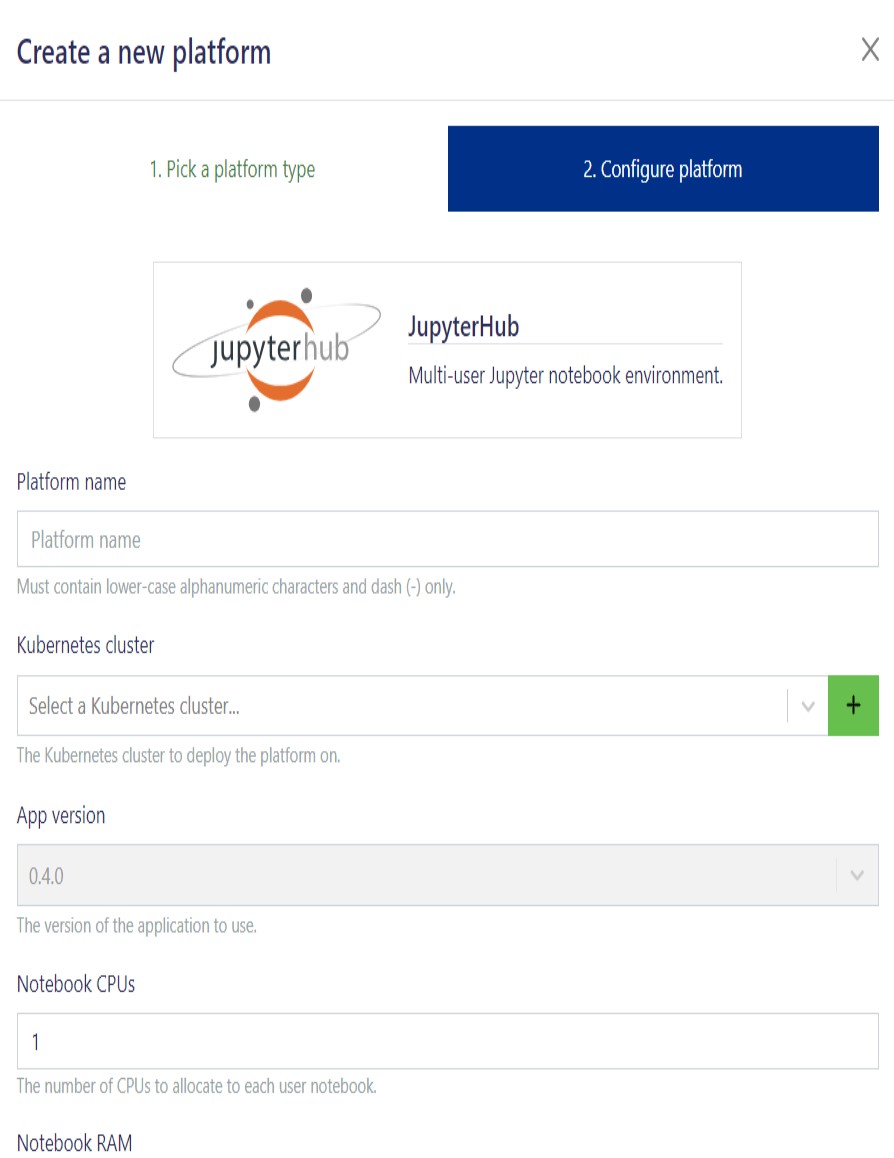 Create a new platform
X
1. Pick a platform type
2. Configure platform
jupyterhub
JupyterHub
Multi-user Jupyter notebook environment.
Platform name
Platform name
Must contain lower-case alphanumeric characters and dash (-) only.
Kubernetes cluster
Select a Kubernetes cluster...
+
The Kubernetes cluster to deploy the platform on.
App version
0.4.0
The version of the application to use.
Notebook CPUs
1
The number of CPUs to allocate to each user notebook.
Notebook RAM